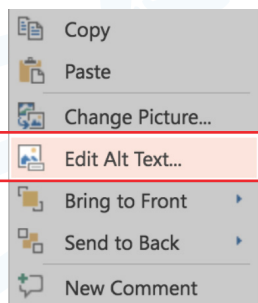 Copy
Paste
Change Picture...
Edit Alt Text...
Bring to Front
Send to Back
New Comment